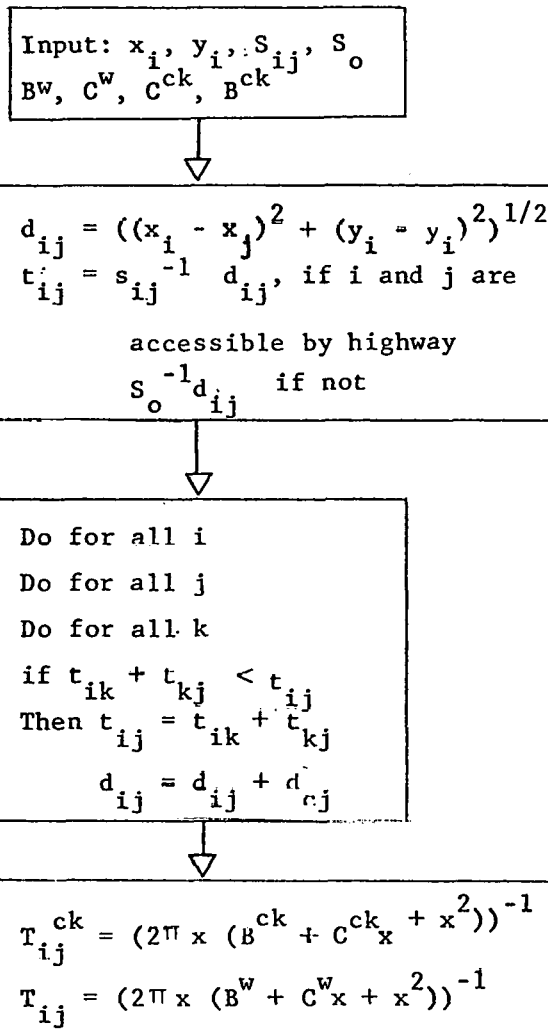 Input: x_i, y_i, S_ij, S_o
B^w, C^w, C^ck, B^ck
d_ij = ((x_i - x_j)^2 + (y_i - y_i)^2)^1/2
t_ij = s_ij^-1 d_ij, if i and j are
accessible by highway
S_o^-1 d_ij if not
Do for all i
Do for all j
Do for all k
if t_ik + t_kj < t_ij
Then t_ij = t_ik + t_kj
d_ij = d_ij + d_cj
T_ij^ck = (2π x (B^ck + C^ck x + x^2))^-1
T_ij = (2π x (B^w + C^w x + x^2))^-1